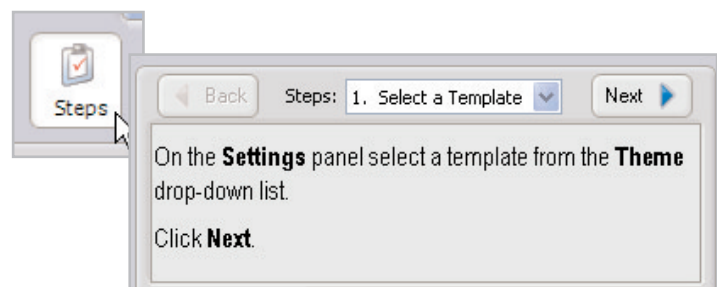 Steps
Back Steps: 1. Select a Template Next
On the Settings panel select a template from the Theme
drop-down list.
Click Next.